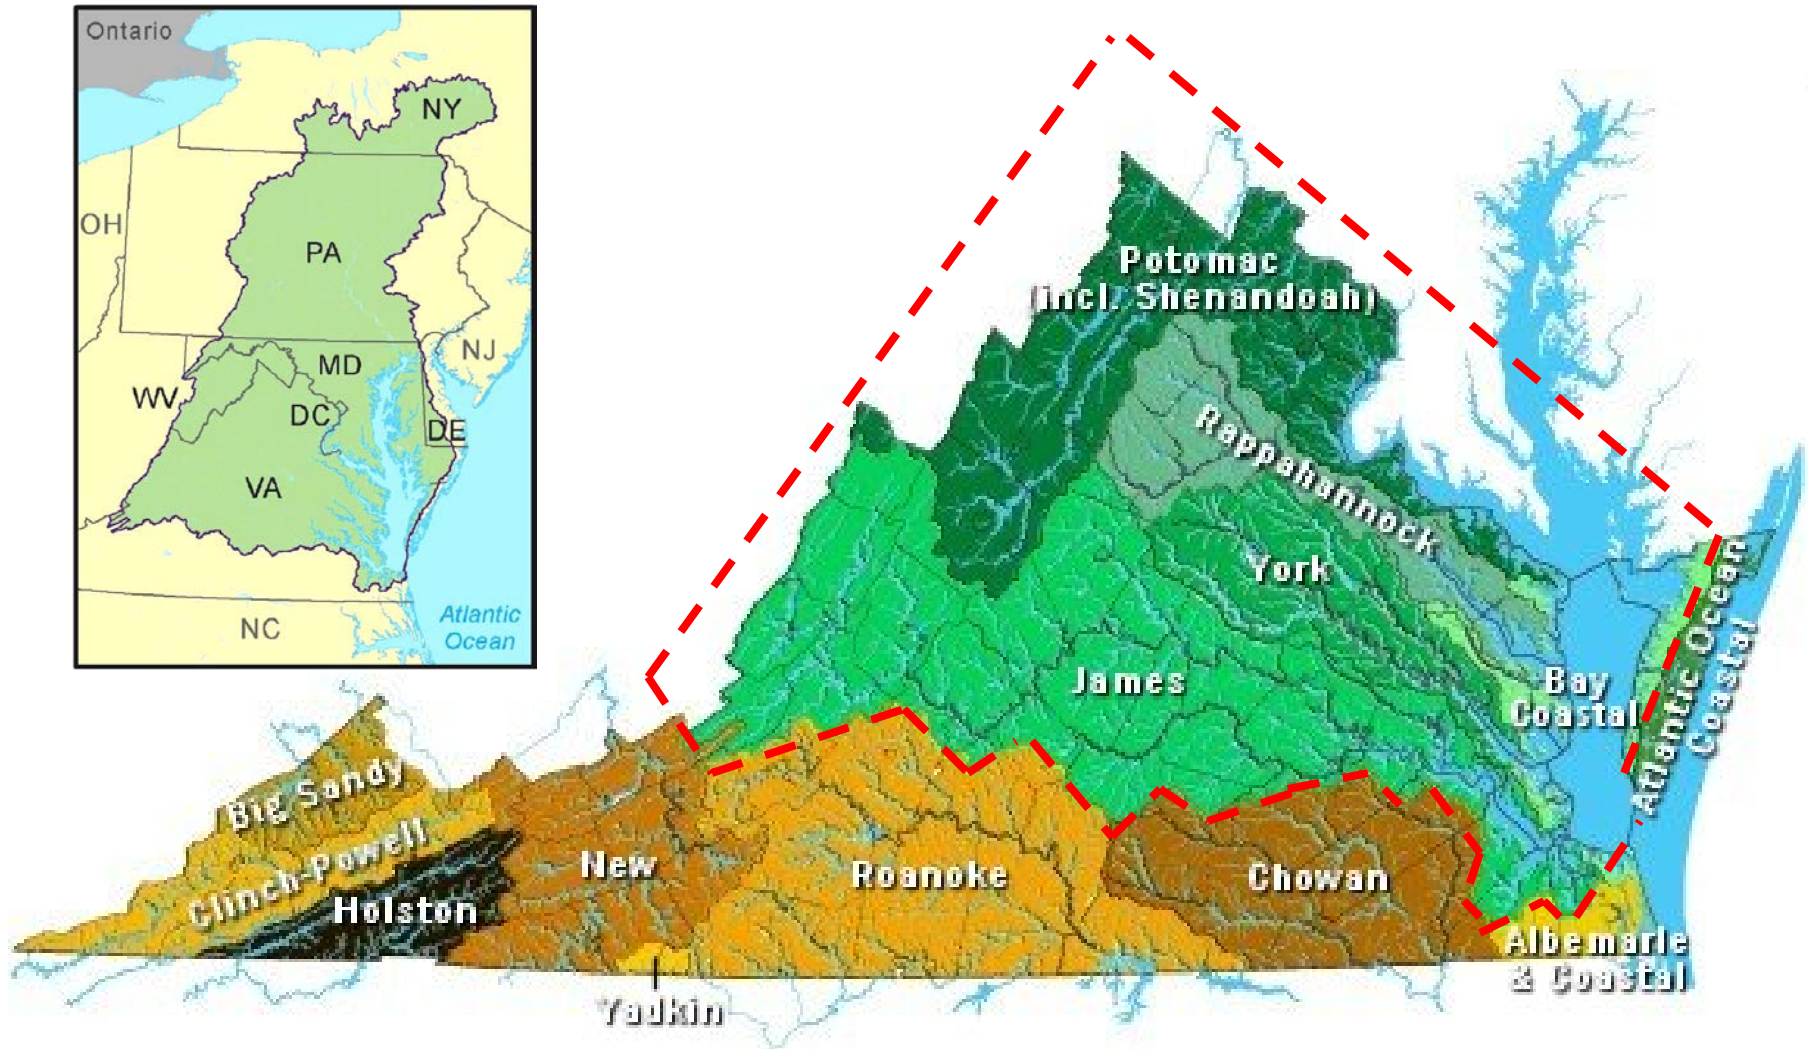 Ontario
NY
OH
PA
NJ
MD
WV
DC
DE
VA
NC
Atlantic
Ocean
Potomac
(incl. Shenandoah)
Rappahannock
York
James
Bay
Coastal
Atlantic Ocean
Coastal
Big Sandy
Clinch-Powell
Holston
New
Roanoke
Chowan
Albemarle
& Coastal
Yadkin